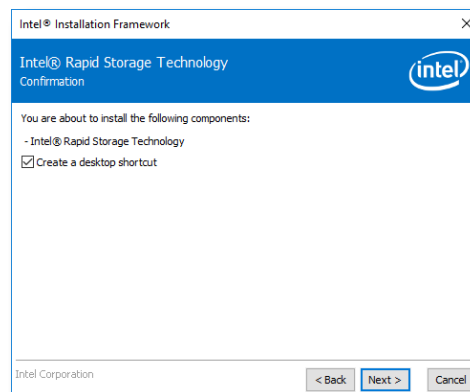 Intel® Installation Framework
Intel® Rapid Storage Technology
Confirmation
intel
You are about to install the following components:
- Intel® Rapid Storage Technology
Create a desktop shortcut
Intel Corporation
< Back Next > Cancel